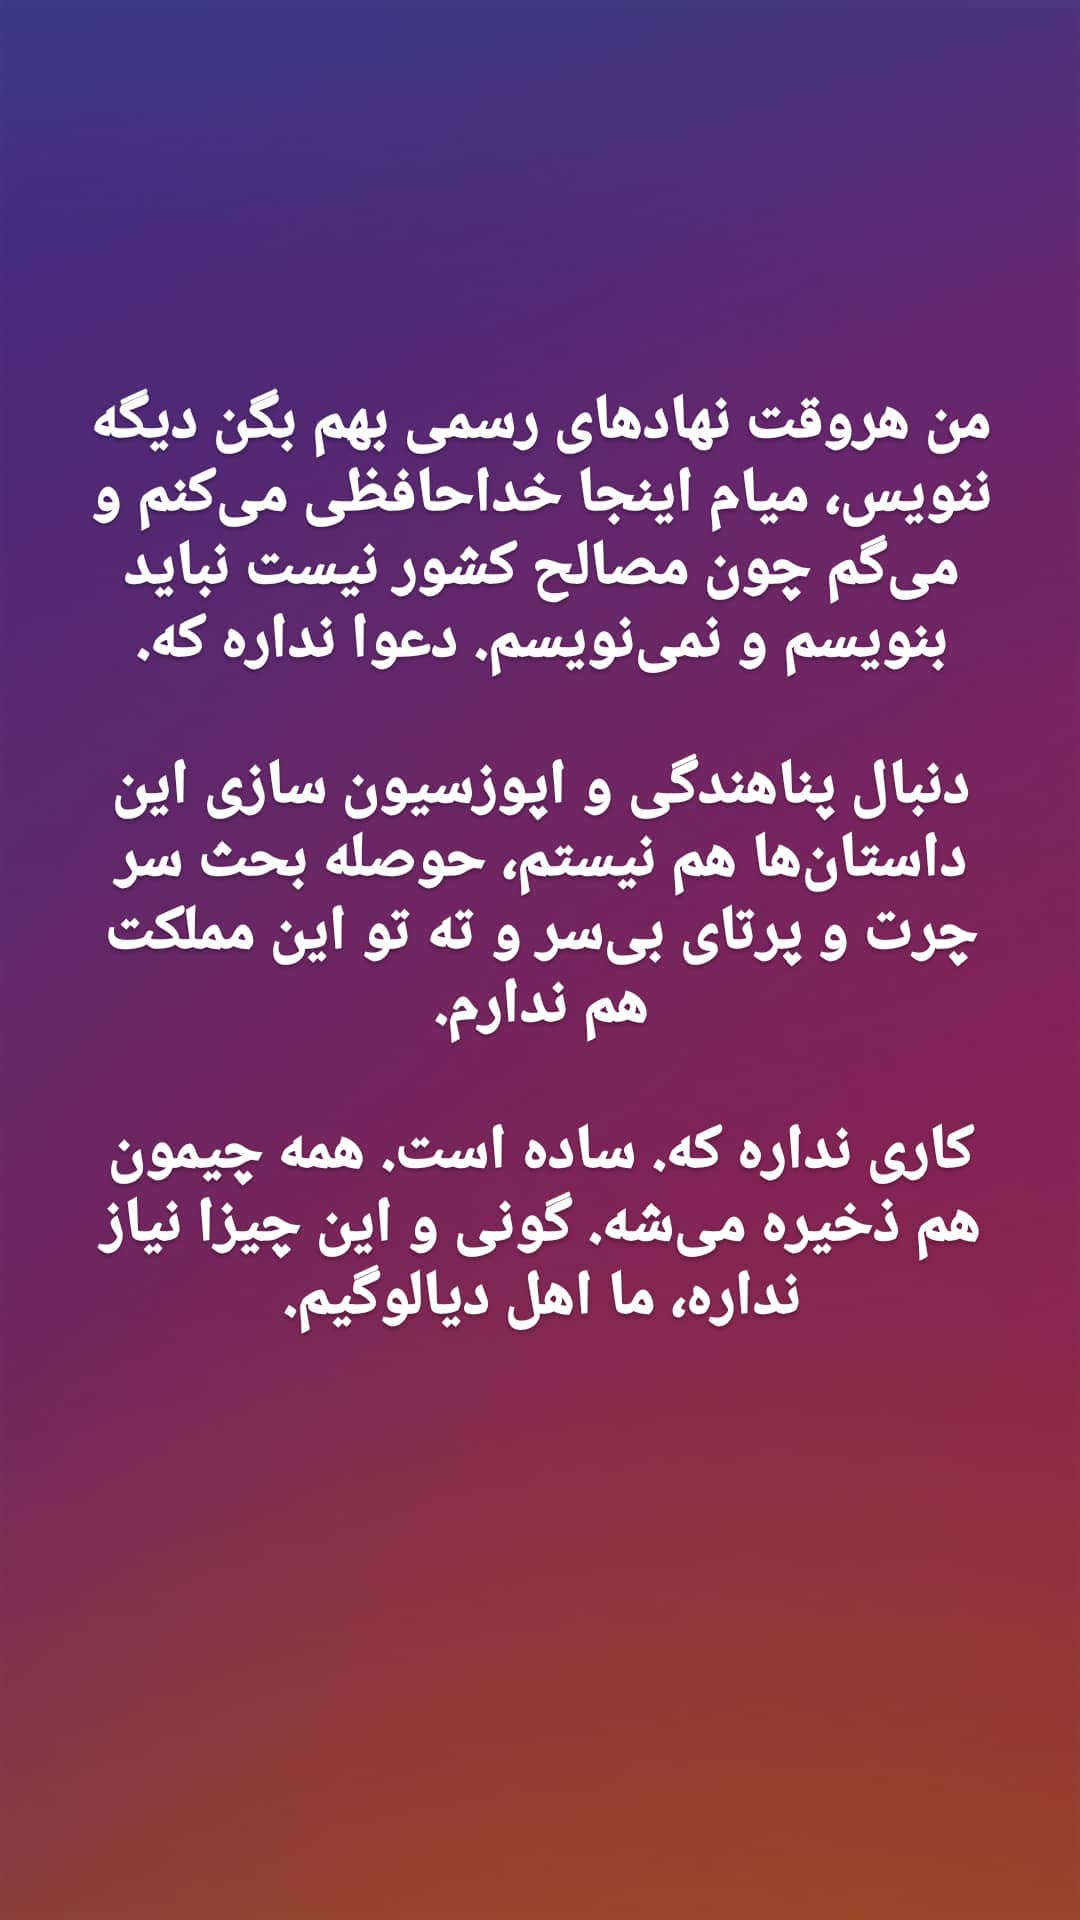 من هروقت نهادهای رسمی بهم بگن دیگه
ننویس، میام اینجا خداحافظی می‌کنم و
می‌گم چون مصالح کشور نیست نباید
بنویسم و نمی‌نویسم. دعوا نداره که.
دنبال پناهندگی و اپوزسیون سازی این
داستان‌ها هم نیستم، حوصله بحث سر
چرت و پرتای بی‌سر و ته تو این مملکت
هم ندارم.
کاری نداره که. ساده است. همه چیمون
هم ذخیره می‌شه. گونی و این چیزا نیاز
نداره، ما اهل دیالوگیم.